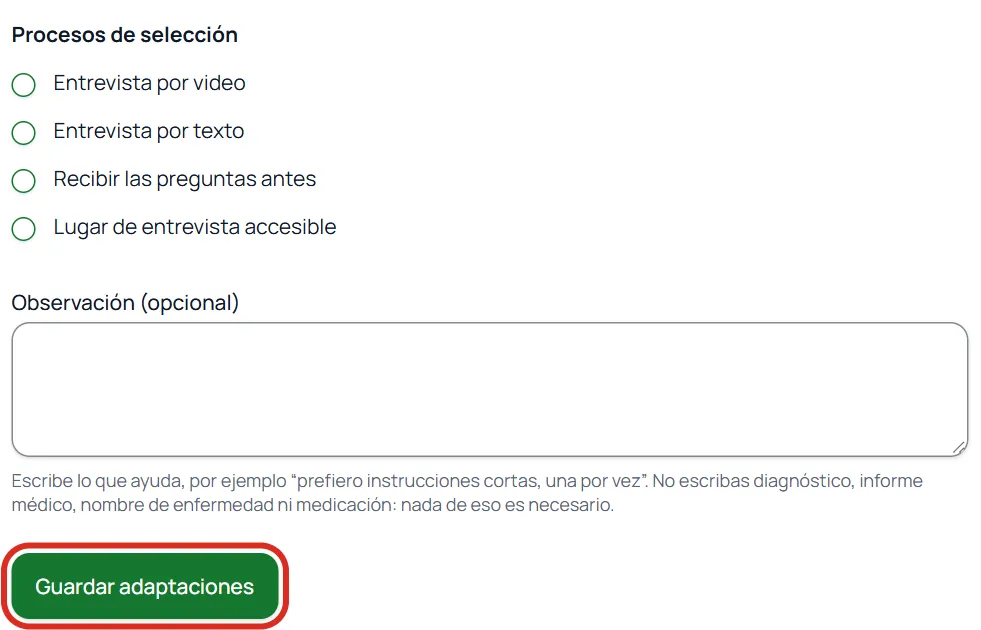 Procesos de selección
Entrevista por video
Entrevista por texto
Recibir las preguntas antes
Lugar de entrevista accesible
Observación (opcional)
Escribe lo que ayuda, por ejemplo “prefiero instrucciones cortas, una por vez”. No escribas diagnóstico, informe
médico, nombre de enfermedad ni medicación: nada de eso es necesario.
Guardar adaptaciones